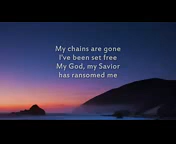 My chains are gone
I've been set free
My God, my Savior
has ransomed me